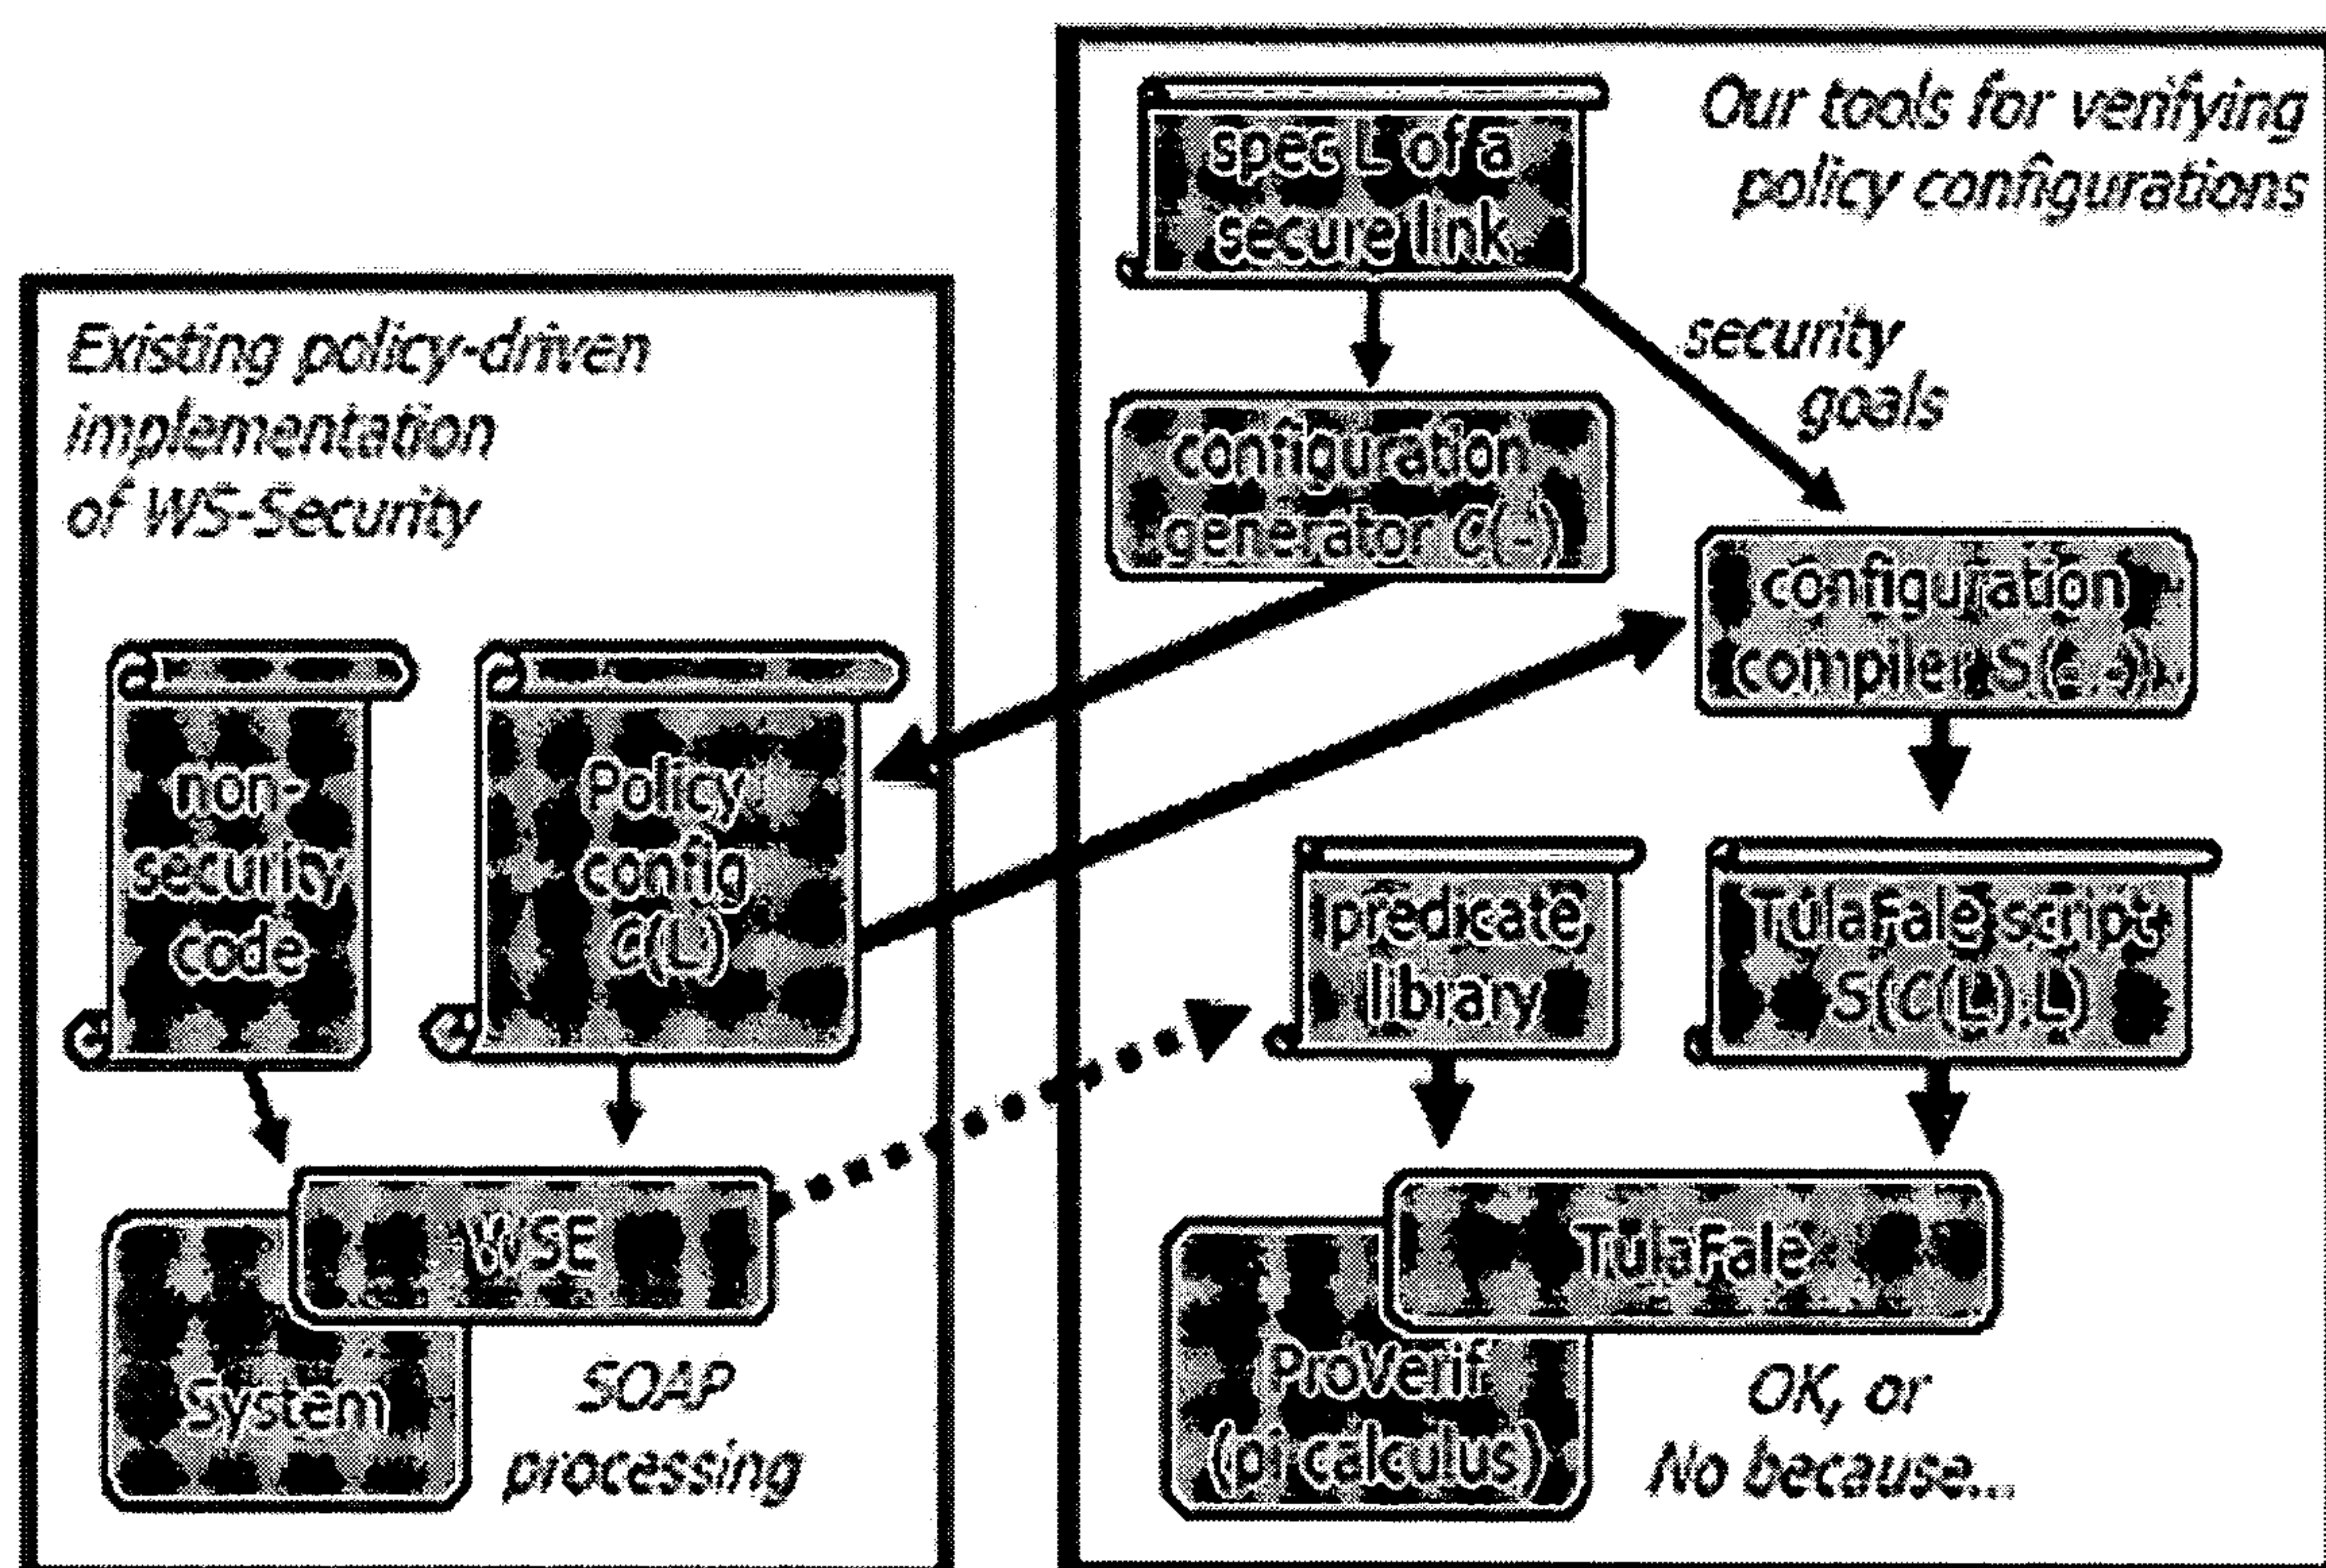 Existing policy-driven
implementation
of WS-Security
non-
security
code
Policy
config
C(L)
WSE
System
SOAP
processing
Our tools for verifying
policy configurations
spec L of a
secure link
security
goals
configuration
generator C(-)
configuration
compiler S(-,-)
predicate
library
TulaFale script
S(C(L),L)
TulaFale
ProVerif
(pi calculus)
OK, or
No because...